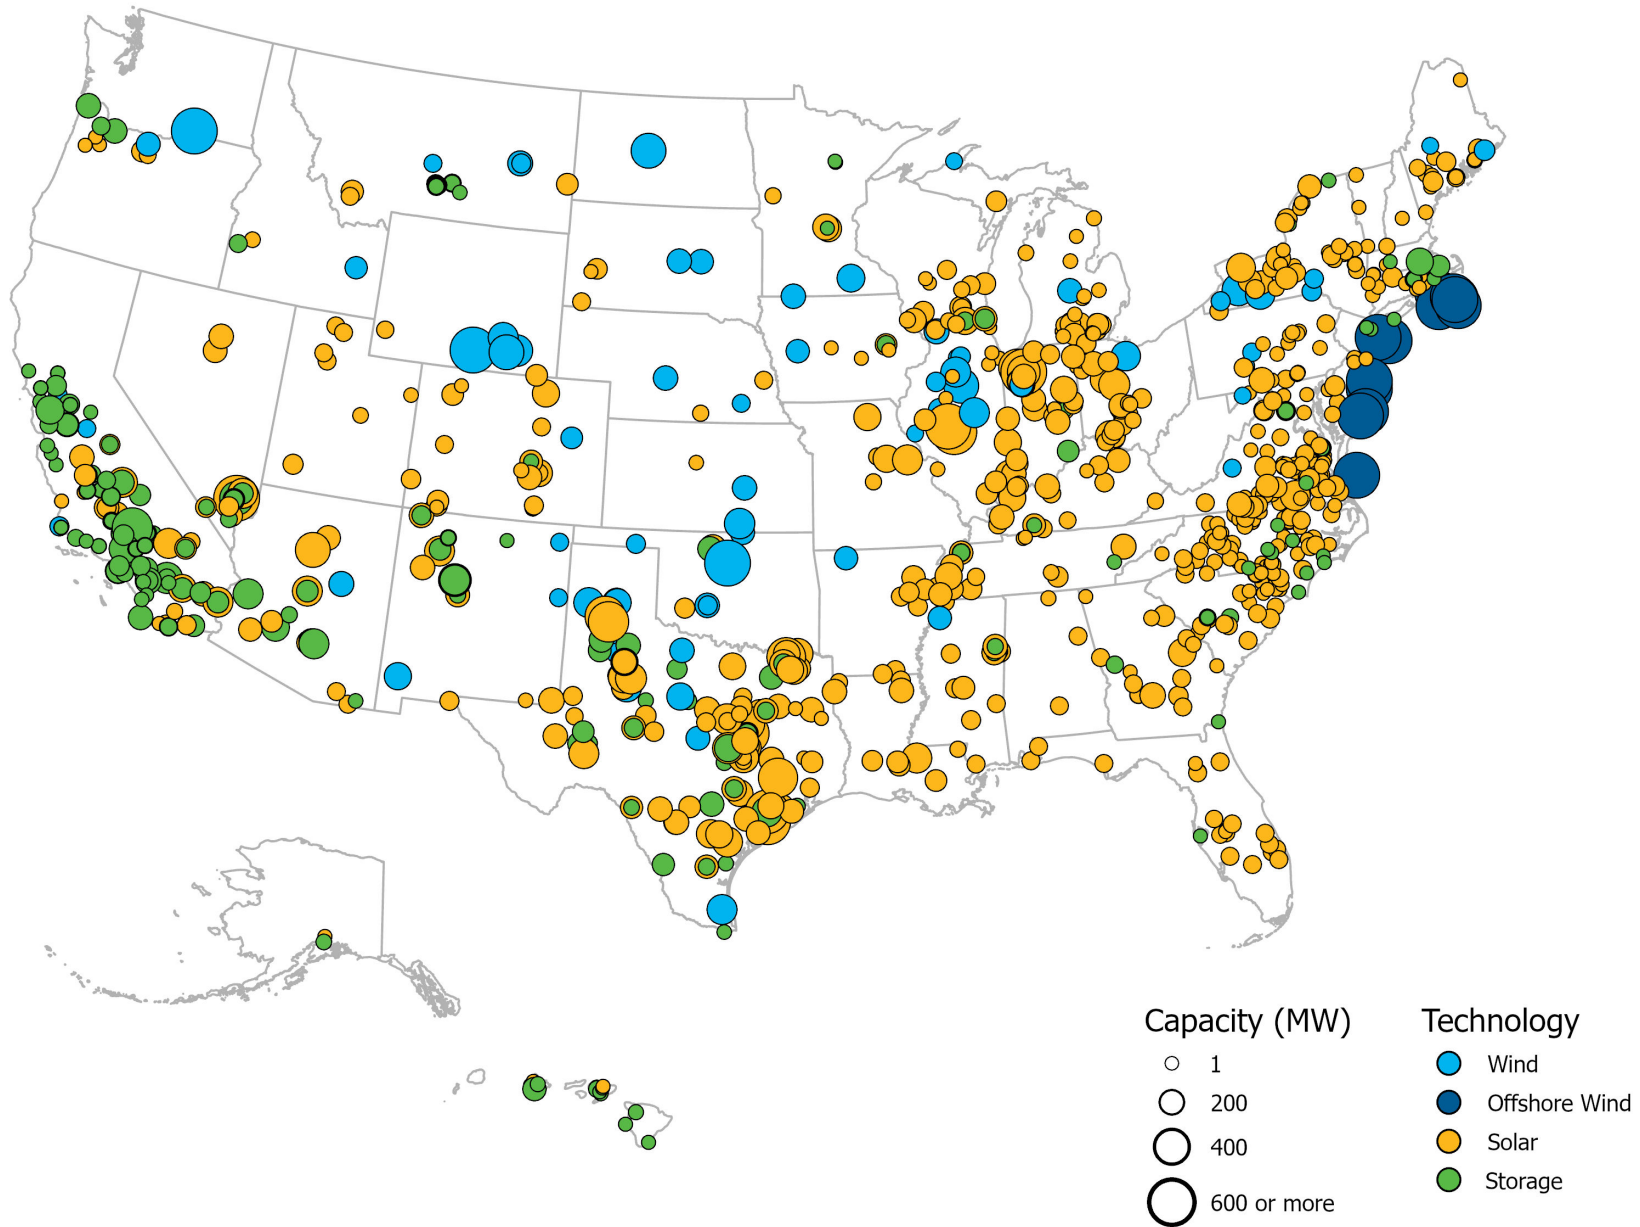 Capacity (MW)
1
200
400
600 or more
Technology
Wind
Offshore Wind
Solar
Storage